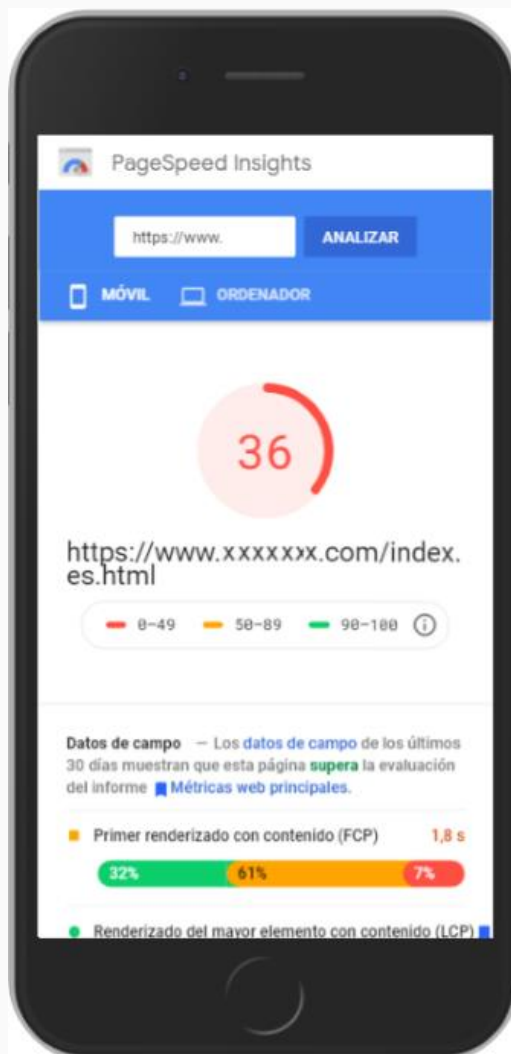 PageSpeed Insights
https://www.
ANALIZAR
MÓVIL
ORDENADOR
36
https://www.xxxxxxx.com/index.
es.html
0-49 50-89 90-100
Datos de campo — Los datos de campo de los últimos
30 días muestran que esta página supera la evaluación
del informe Métricas web principales.
Primer renderizado con contenido (FCP) 1,8 s
32% 61% 7%
Renderizado del mayor elemento con contenido (LCP)